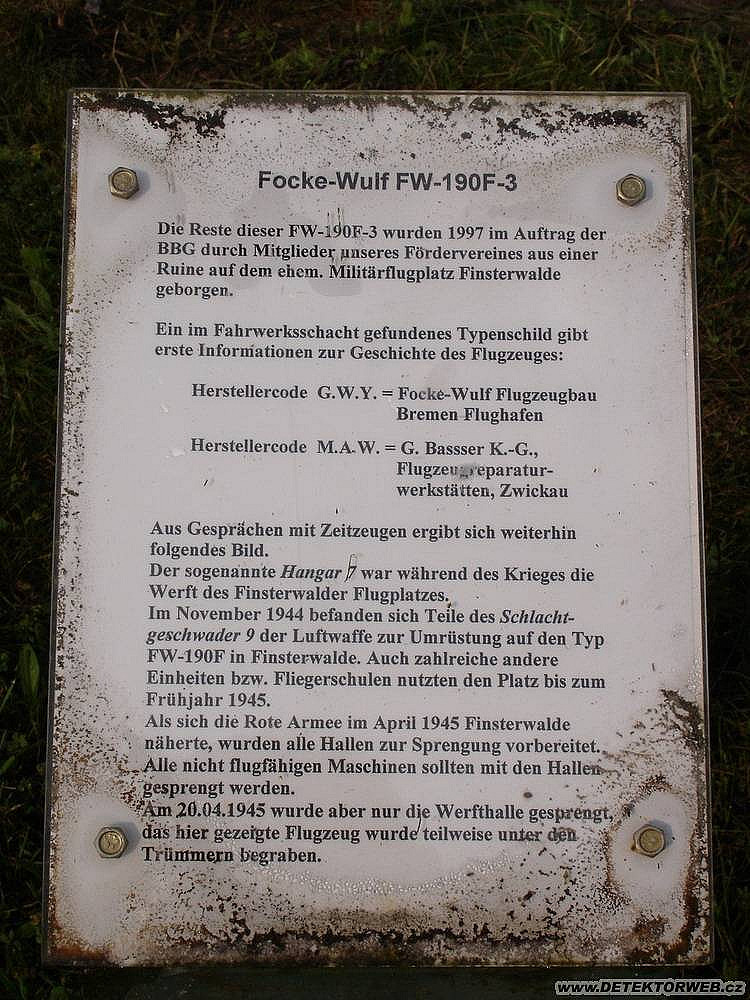 Focke-Wulf FW-190F-3
Die Reste dieser FW-190F-3 wurden 1997 im Auftrag der
BBG durch Mitglieder unseres Fördervereines aus einer
Ruine auf dem ehem. Militärflugplatz Finsterwalde
geborgen.
Ein im Fahrwerksschacht gefundenes Typenschild gibt
erste Informationen zur Geschichte des Flugzeuges:
Herstellercode G.W.Y. = Focke-Wulf Flugzeugbau
Bremen Flughafen
Herstellercode M.A.W. = G. Bassser K.-G.,
Flugzeugreparatur-
werkstätten, Zwickau
Aus Gesprächen mit Zeitzeugen ergibt sich weiterhin
folgendes Bild.
Der sogenannte Hangar 7 war während des Krieges die
Werft des Finsterwalder Flugplatzes.
Im November 1944 befanden sich Teile des Schlacht-
geschwader 9 der Luftwaffe zur Umrüstung auf den Typ
FW-190F in Finsterwalde. Auch zahlreiche andere
Einheiten bzw. Fliegerschulen nutzten den Platz bis zum
Frühjahr 1945.
Als sich die Rote Armee im April 1945 Finsterwalde
näherte, wurden alle Hallen zur Sprengung vorbereitet.
Alle nicht flugfähigen Maschinen sollten mit den Hallen
gesprengt werden.
Am 20.04.1945 wurde aber nur die Werfthalle gesprengt,
das hier gezeigte Flugzeug wurde teilweise unter den
Trümmern begraben.
www.DETEKTORWEB.cz